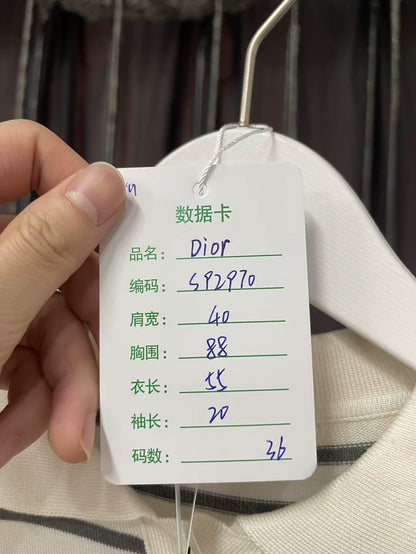 数据卡
品名： Dior
编码： S92970
肩宽： 40
胸围： 88
衣长： 55
袖长： 20
码数： 36